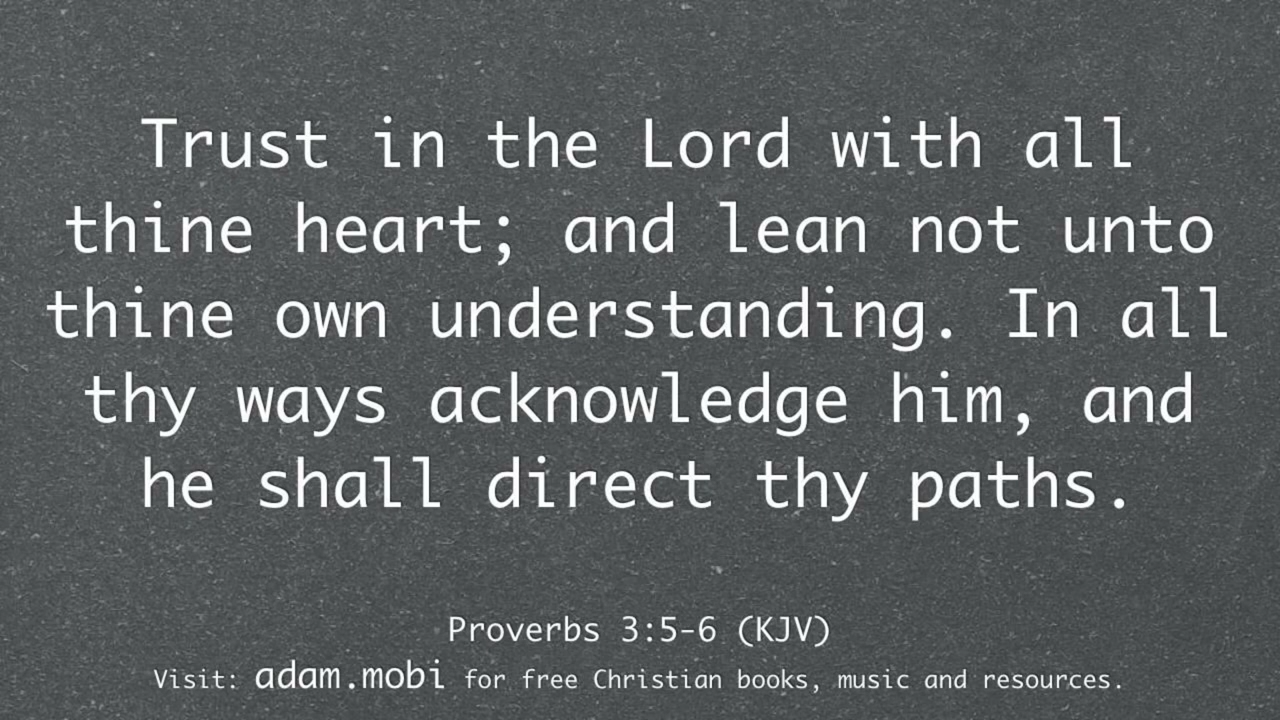 Trust in the Lord with all
thine heart; and lean not unto
thine own understanding. In all
thy ways acknowledge him, and
he shall direct thy paths.
Proverbs 3:5-6 (KJV)
Visit: adam.mobi for free Christian books, music and resources.